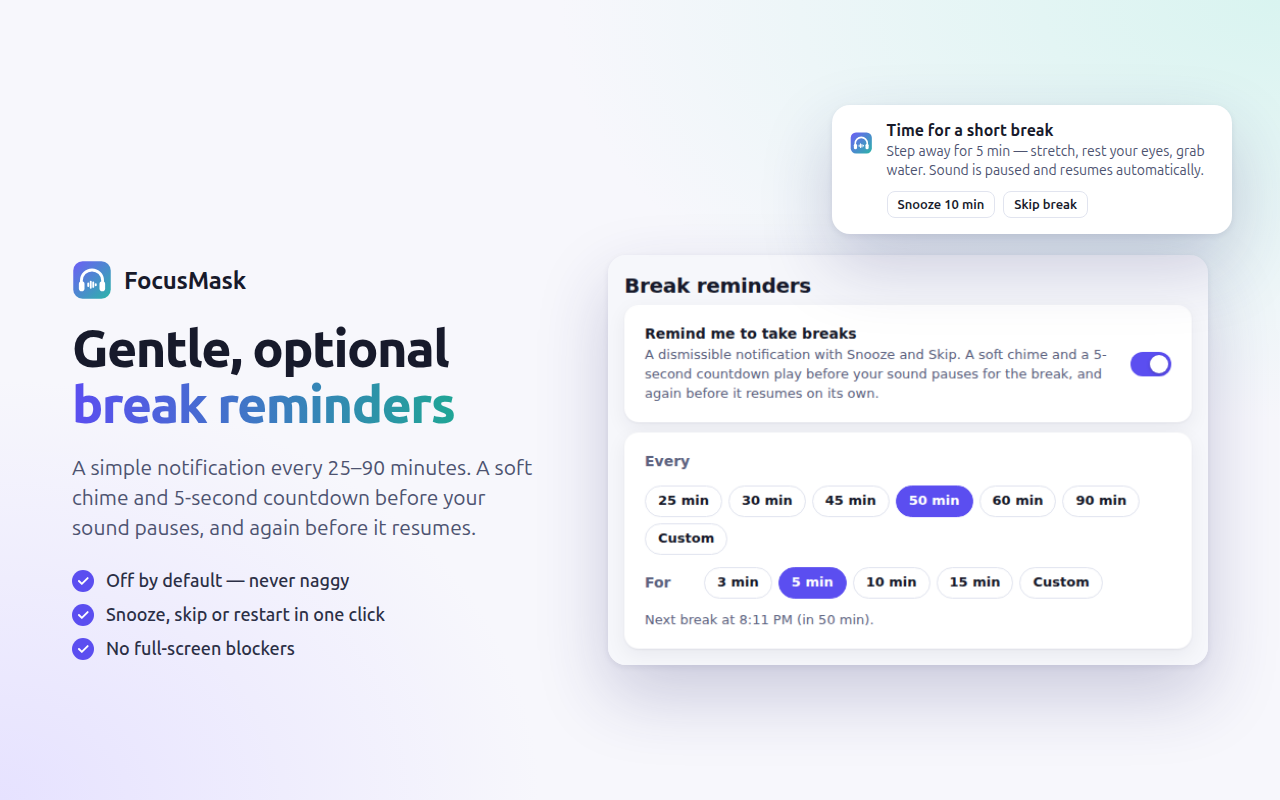 FocusMask
Gentle, optional
break reminders
A simple notification every 25–90 minutes. A soft
chime and 5-second countdown before your
sound pauses, and again before it resumes.
Off by default — never naggy
Snooze, skip or restart in one click
No full-screen blockers
Time for a short break
Step away for 5 min — stretch, rest your eyes, grab
water. Sound is paused and resumes automatically.
Snooze 10 min Skip break
Break reminders
Remind me to take breaks
A dismissible notification with Snooze and Skip. A soft chime and a 5-
second countdown play before your sound pauses for the break, and
again before it resumes on its own.
Every
25 min 30 min 45 min 50 min 60 min 90 min
Custom
For 3 min 5 min 10 min 15 min Custom
Next break at 8:11 PM (in 50 min).